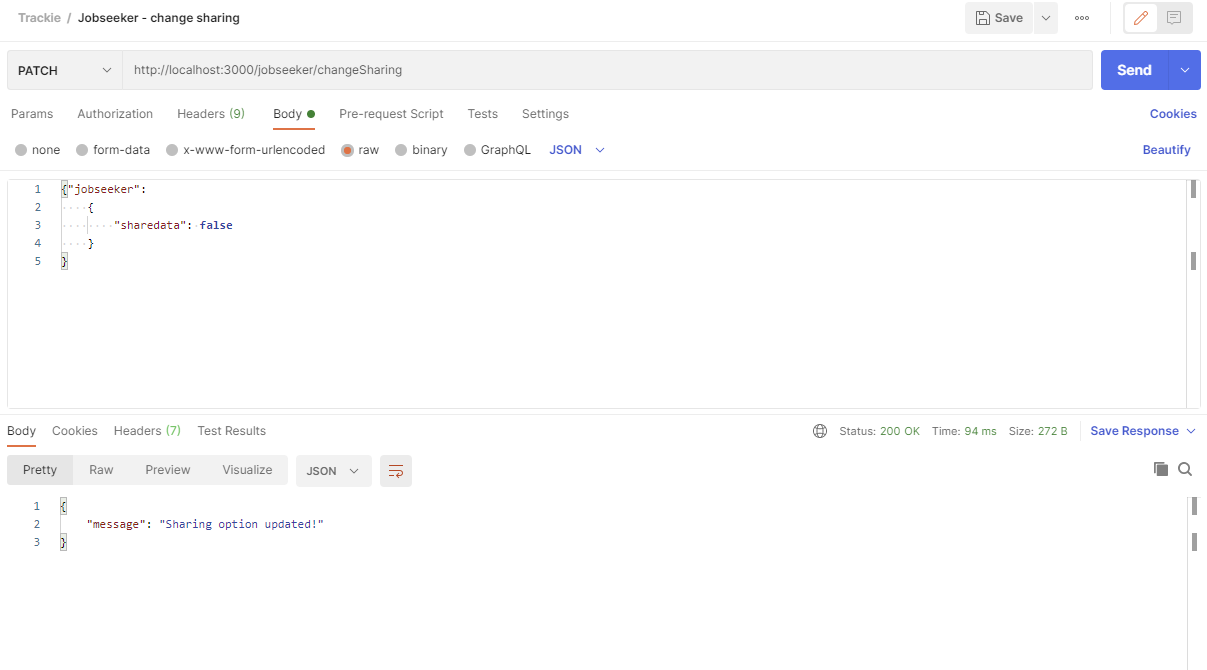 Trackie / Jobseeker - change sharing
Save
PATCH
http://localhost:3000/jobseeker/changeSharing
Send
Params Authorization Headers (9) Body Pre-request Script Tests Settings Cookies
none form-data x-www-form-urlencoded raw binary GraphQL JSON Beautify
1 {"jobseeker":
2 {
3 "sharedata": false
4 }
5 }
Body Cookies Headers (7) Test Results Status: 200 OK Time: 94 ms Size: 272 B Save Response
Pretty Raw Preview Visualize JSON
1 {
2 "message": "Sharing option updated!"
3 }